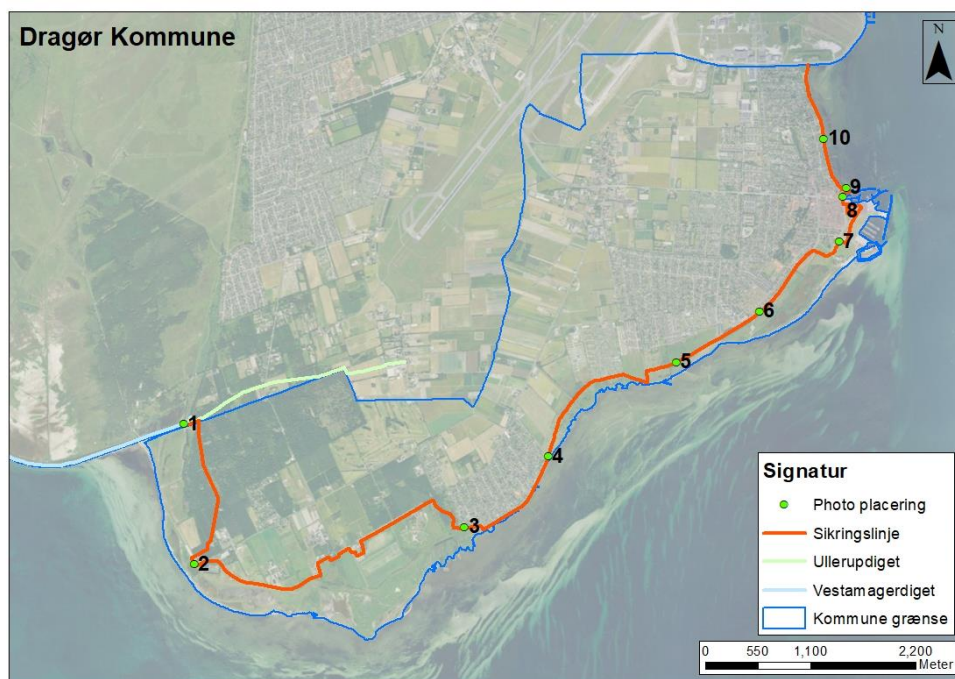 Dragør Kommune
N
10
9
8
7
6
5
1
4
3
2
Signatur
Photo placering
Sikringslinje
Ullerupdiget
Vestamagerdiget
Kommune grænse
0 550 1,100 2,200
Meter